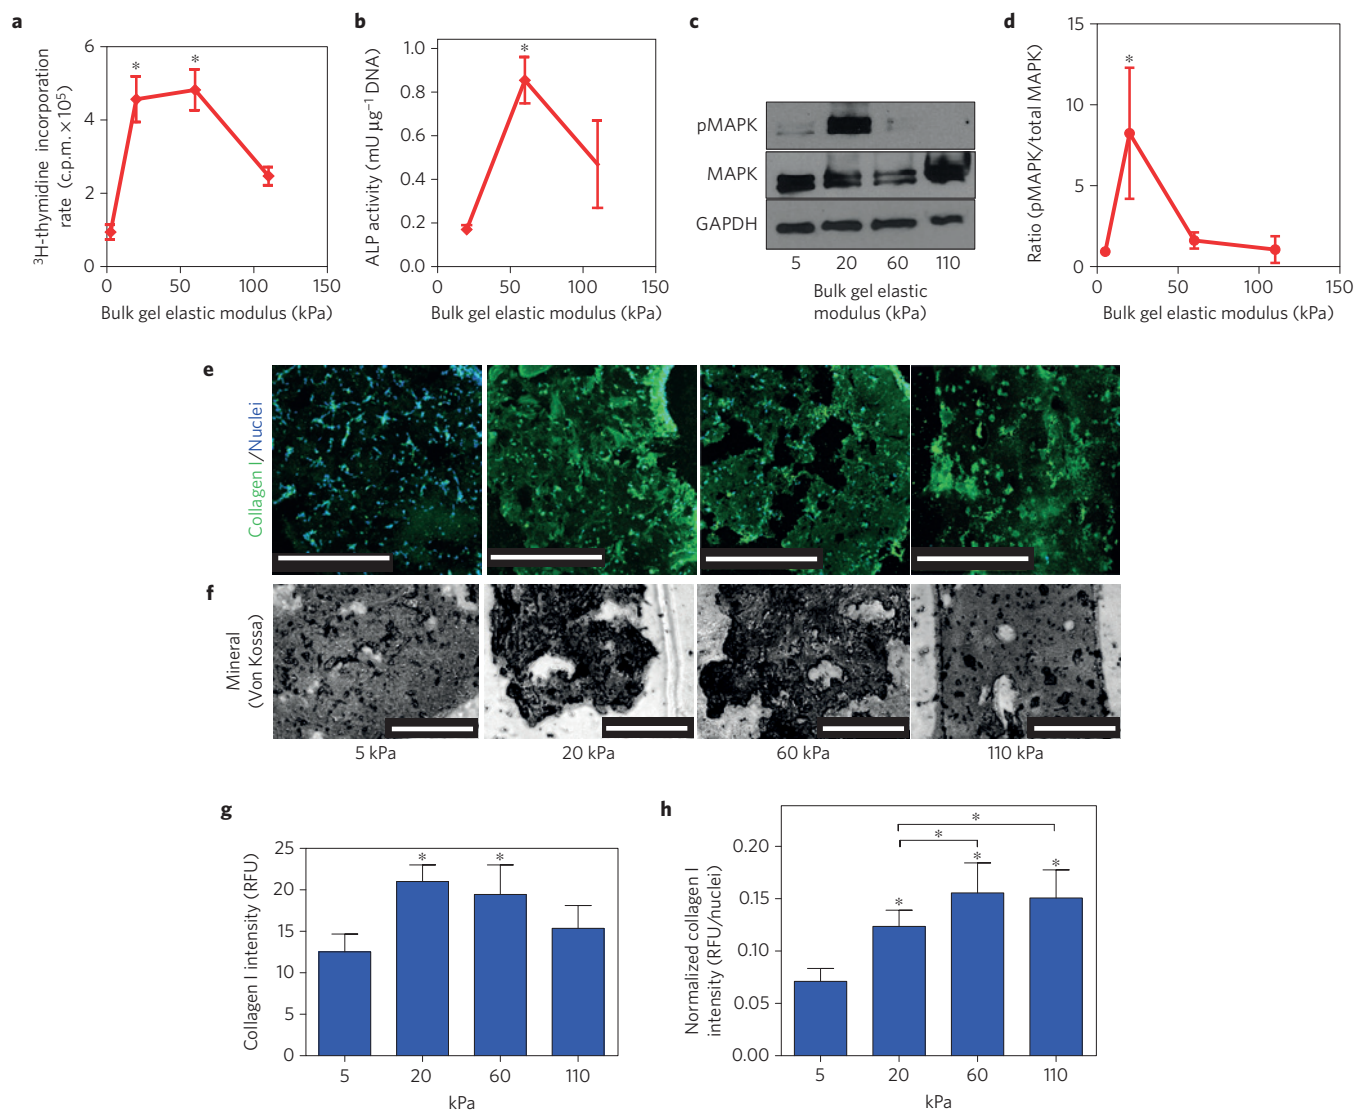 a
³H-thymidine incorporation
rate (c.p.m. × 10⁵)
6
4
2
0
*
*
0 50 100 150
Bulk gel elastic modulus (kPa)
b
ALP activity (mU µg⁻¹ DNA)
1.0
0.8
0.6
0.4
0.2
0.0
*
0 50 100 150
Bulk gel elastic modulus (kPa)
c
pMAPK
MAPK
GAPDH
5 20 60 110
Bulk gel elastic
modulus (kPa)
d
Ratio (pMAPK/total MAPK)
15
10
5
0
*
0 50 100 150
Bulk gel elastic modulus (kPa)
e
Collagen I/Nuclei
f
Mineral
(Von Kossa)
5 kPa 20 kPa 60 kPa 110 kPa
g
Collagen I intensity (RFU)
25
20
15
10
5
0
* *
5 20 60 110
kPa
h
Normalized collagen I
intensity (RFU/nuclei)
0.20
0.15
0.10
0.05
0.00
*
*
* * *
5 20 60 110
kPa